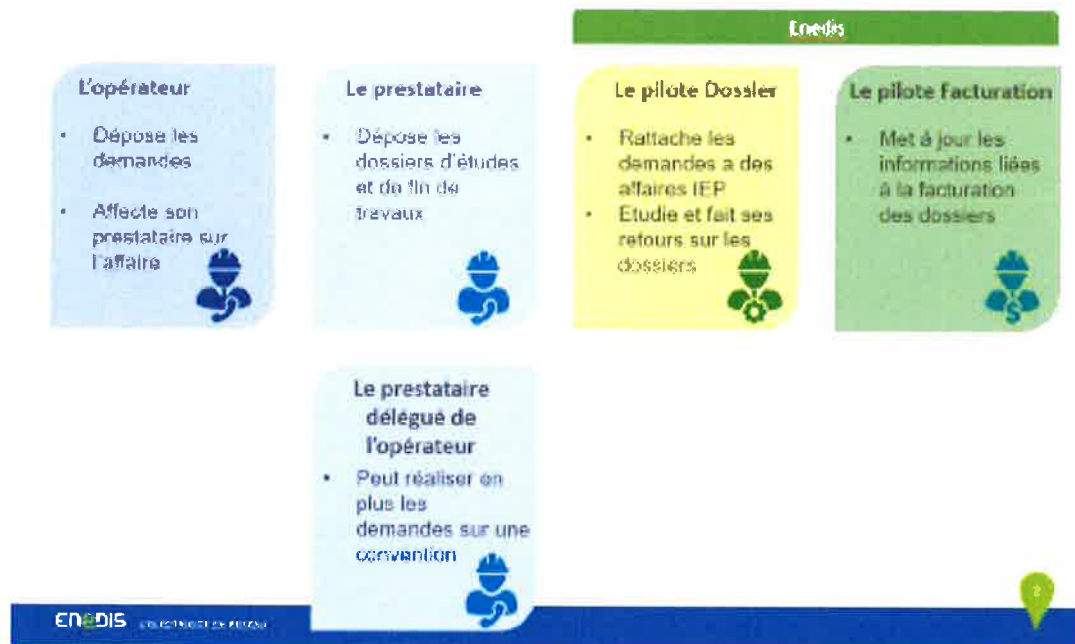 Enedis
L'opérateur
• Dépose les
demandes
• Affecte son
prestataire sur
l'affaire
Le prestataire
• Dépose les
dossiers d'études
et de fin de
travaux
Le pilote Dossier
• Rattache les
demandes a des
affaires IEP
• Etudie et fait ses
retours sur les
dossiers
Le pilote Facturation
• Met à jour les
informations liées
à la facturation
des dossiers
Le prestataire
délégué de
l'opérateur
• Peut réaliser en
plus les
demandes sur une
convention
ENEDIS